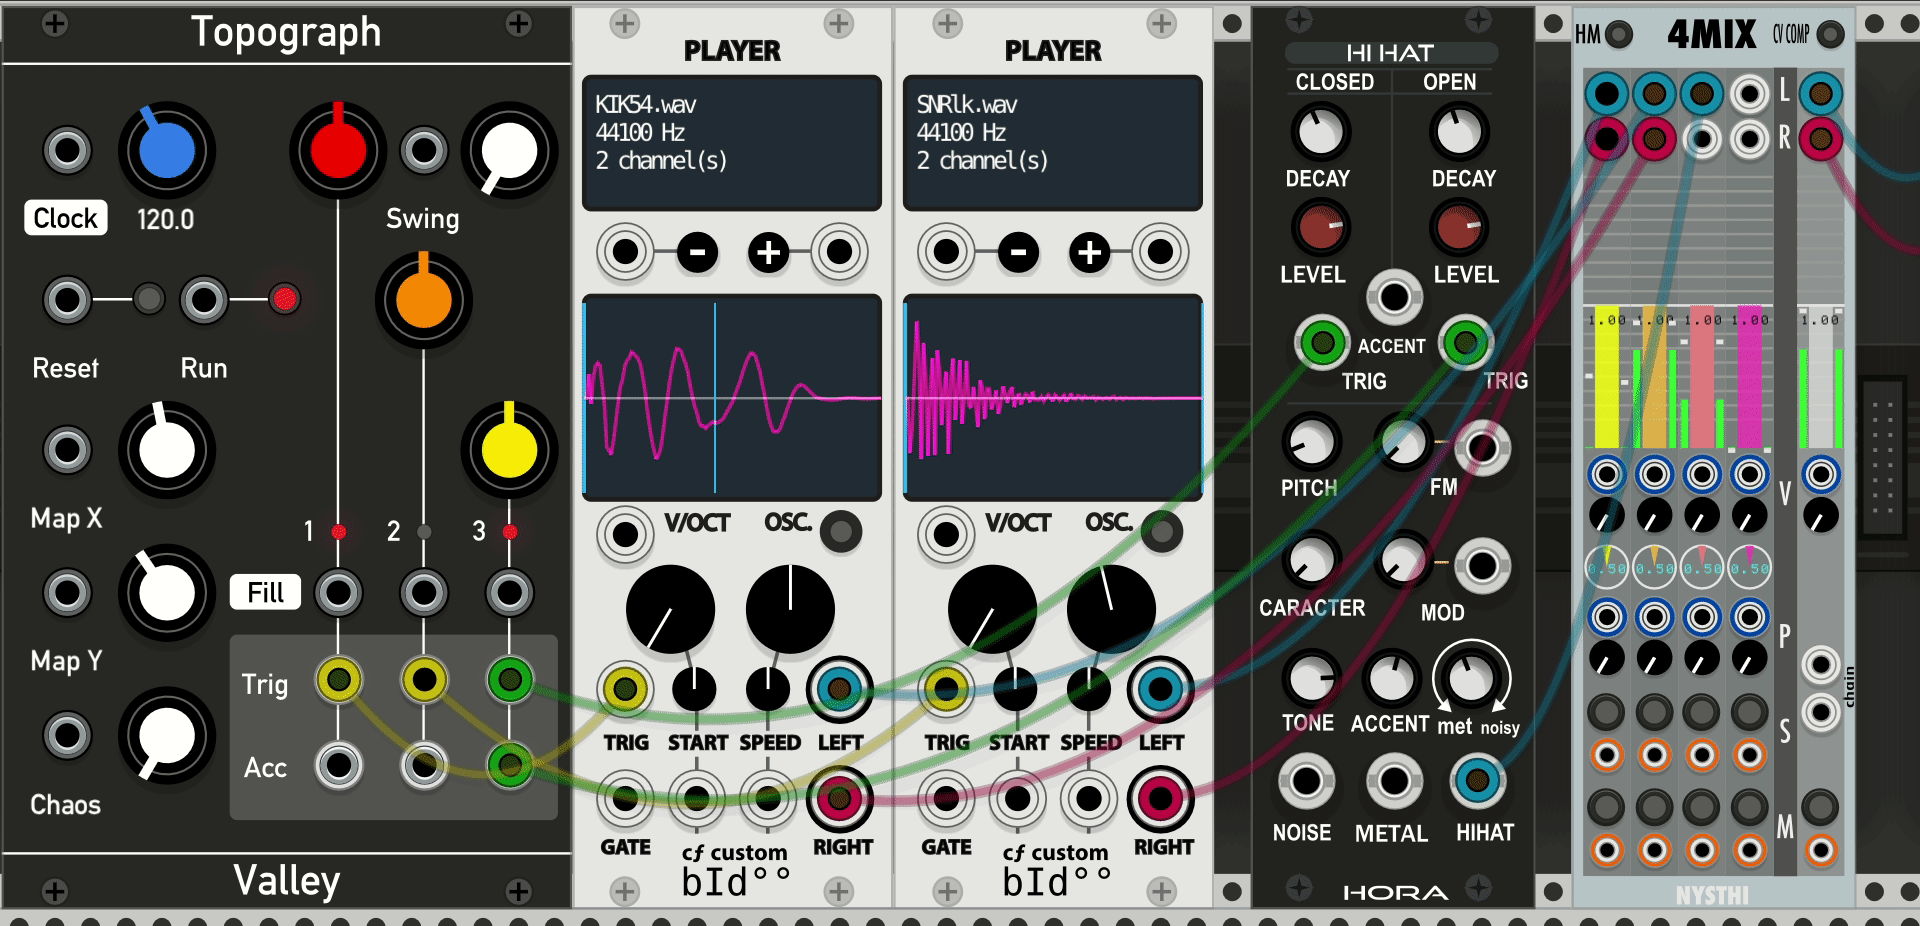 Topograph
Clock
120.0
Swing
Reset
Run
Map X
1
2
3
Fill
Map Y
Trig
Acc
Chaos
Valley
PLAYER
KIK54.wav
44100 Hz
2 channel(s)
-
+
V/OCT
OSC.
TRIG
START
SPEED
LEFT
GATE
RIGHT
cf custom
bId°°
PLAYER
SNRlk.wav
44100 Hz
2 channel(s)
-
+
V/OCT
OSC.
TRIG
START
SPEED
LEFT
GATE
RIGHT
cf custom
bId°°
HI HAT
CLOSED
OPEN
DECAY
DECAY
LEVEL
LEVEL
ACCENT
TRIG
TRIG
PITCH
FM
CARACTER
MOD
TONE
ACCENT
met noisy
NOISE
METAL
HIHAT
HORA
HM
4MIX
CV COMP
L
R
1.00 1.00 1.00 1.00 1.00
V
0.50 0.50 0.50 0.50
P
chain
S
M
NYSTHI